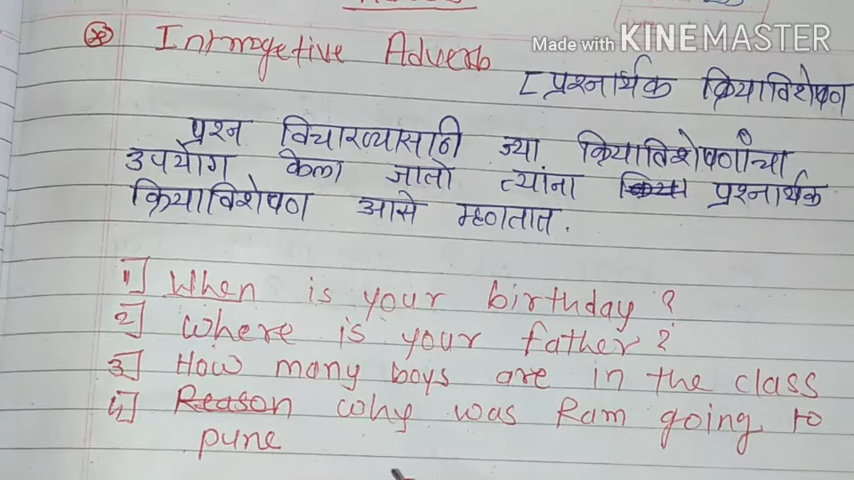 Made with KINEMASTER
Intrrogetive Adverb
[ प्रश्नार्थक क्रियाविशेषण
प्रश्न विचारण्यासाठी ज्या क्रियाविशेषणांचा
उपयोग केला जातो त्यांना प्रश्नार्थक
क्रियाविशेषण आसे म्हणतात.
1] When is your birthday ?
2] where is your father ?
3] How many boys are in the class
4] Reason why was Ram going to
pune